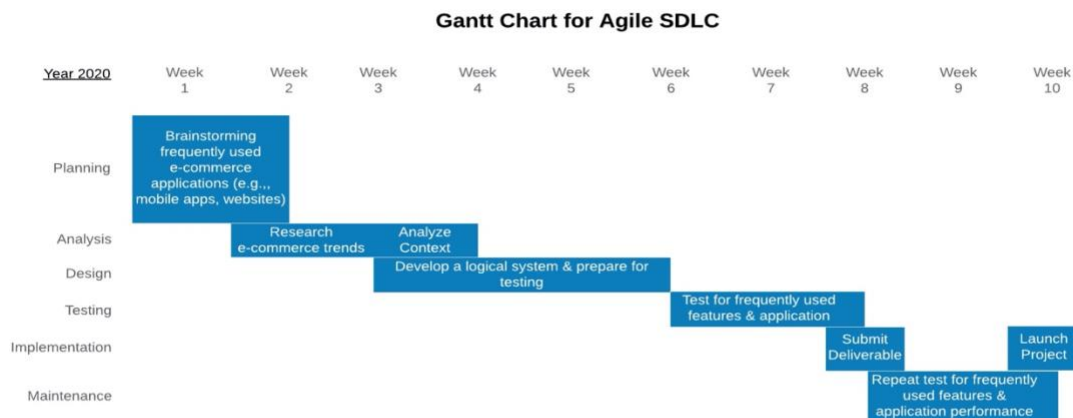 Gantt Chart for Agile SDLC
Year 2020
Week 1
Week 2
Week 3
Week 4
Week 5
Week 6
Week 7
Week 8
Week 9
Week 10
Planning
Brainstorming
frequently used
e-commerce
applications (e.g.,,
mobile apps, websites)
Analysis
Research
e-commerce trends
Analyze
Context
Design
Develop a logical system & prepare for
testing
Testing
Test for frequently used
features & application
Implementation
Submit
Deliverable
Launch
Project
Maintenance
Repeat test for frequently
used features &
application performance